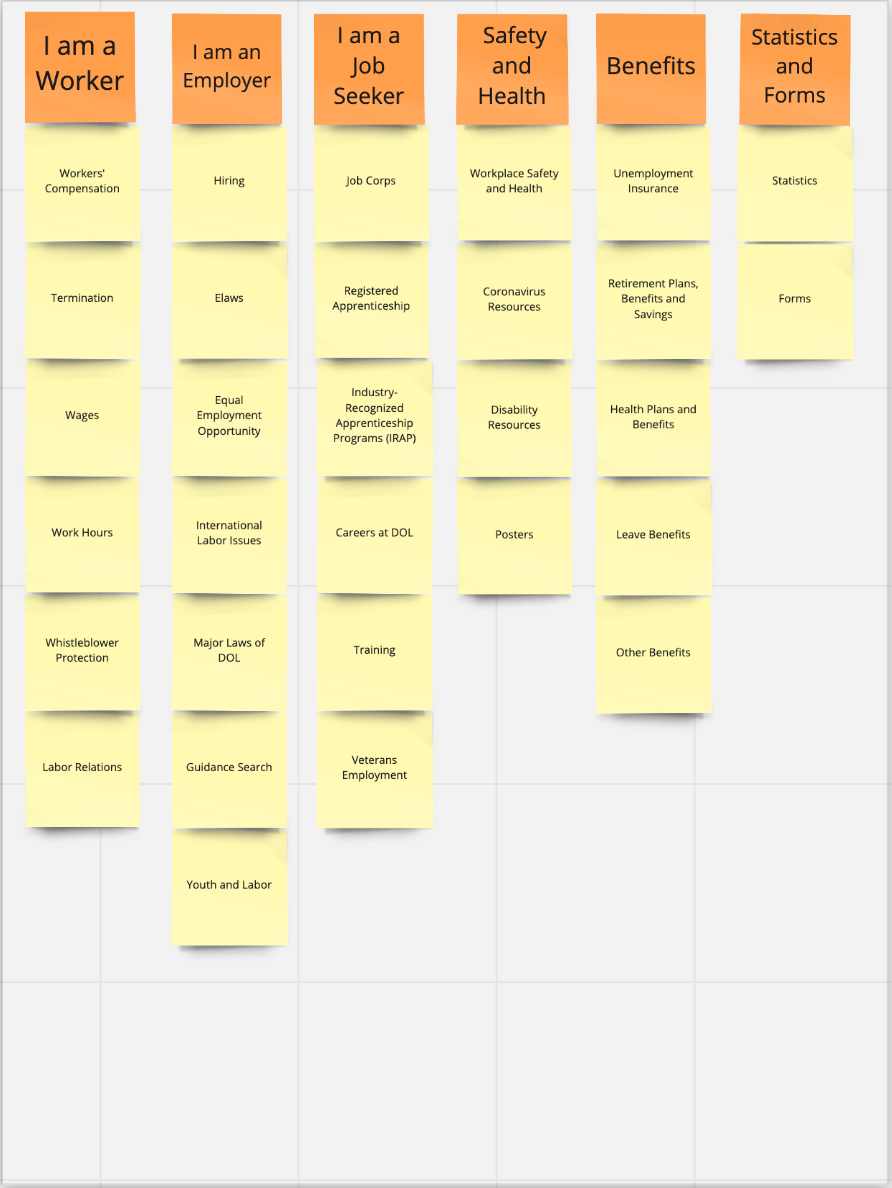 I am a
Worker
Workers'
Compensation
Termination
Wages
Work Hours
Whistleblower
Protection
Labor Relations
I am an
Employer
Hiring
Elaws
Equal
Employment
Opportunity
International
Labor Issues
Major Laws of
DOL
Guidance Search
Youth and Labor
I am a
Job
Seeker
Job Corps
Registered
Apprenticeship
Industry-
Recognized
Apprenticeship
Programs (IRAP)
Careers at DOL
Training
Veterans
Employment
Safety
and
Health
Workplace Safety
and Health
Coronavirus
Resources
Disability
Resources
Posters
Benefits
Unemployment
Insurance
Retirement Plans,
Benefits and
Savings
Health Plans and
Benefits
Leave Benefits
Other Benefits
Statistics
and
Forms
Statistics
Forms